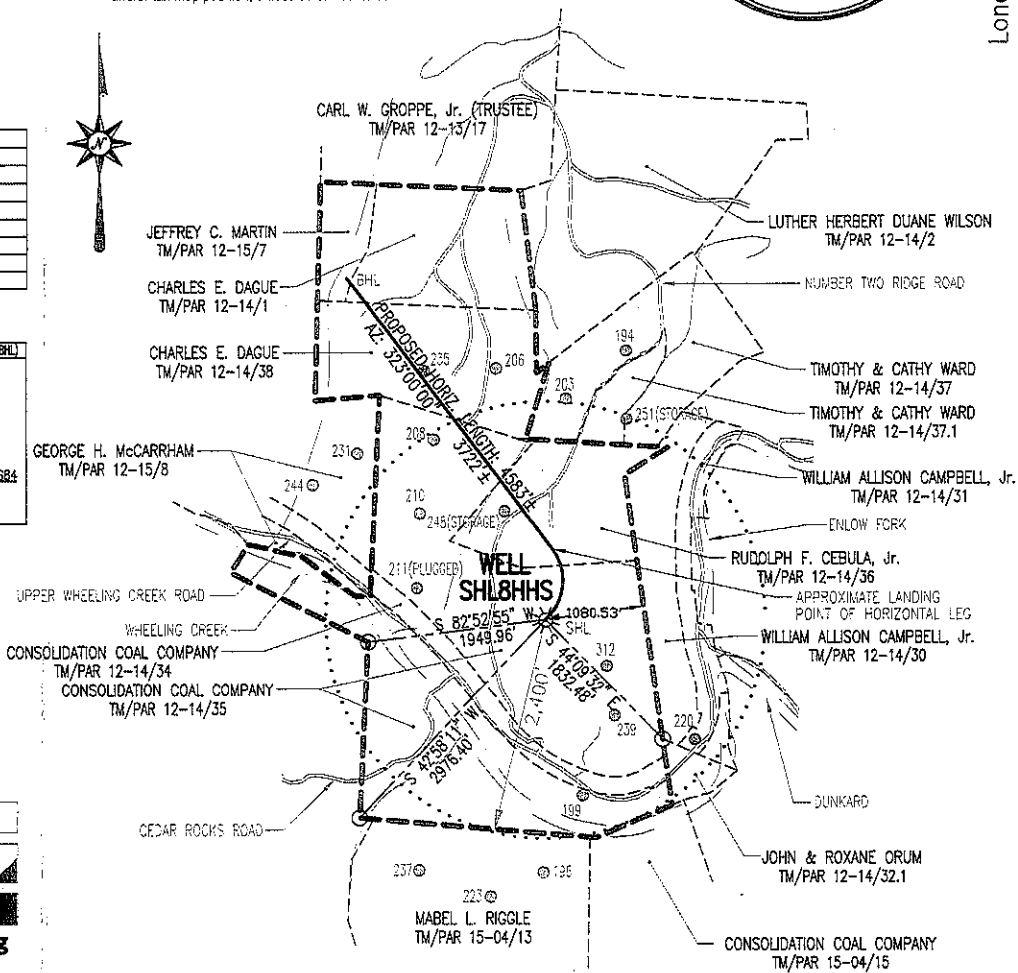 Lone
N
CARL W. GROPPE, Jr. (TRUSTEE)
TM/PAR 12-13/17
JEFFREY C. MARTIN
TM/PAR 12-15/7
LUTHER HERBERT DUANE WILSON
TM/PAR 12-14/2
CHARLES E. DAGUE
TM/PAR 12-14/1
BHL
NUMBER TWO RIDGE ROAD
BHL)
CHARLES E. DAGUE
TM/PAR 12-14/38
PROPOSED HORIZ. LENGTH: 4583'±
AZ: 323°00'00" 3722'±
235
206
194
203
TIMOTHY & CATHY WARD
TM/PAR 12-14/37
251(STORAGE)
TIMOTHY & CATHY WARD
TM/PAR 12-14/37.1
GEORGE H. McCARRHAM
TM/PAR 12-15/8
208
231
684
244
WILLIAM ALLISON CAMPBELL, Jr.
TM/PAR 12-14/31
210
ENLOW FORK
WELL
SHL8HHS
RUDOLPH F. CEBULA, Jr.
TM/PAR 12-14/36
211(PLUGGED)
UPPER WHEELING CREEK ROAD
APPROXIMATE LANDING
POINT OF HORIZONTAL LEG
WHEELING CREEK
S 82°52'55" W
1949.96'
1080.53'
SHL
WILLIAM ALLISON CAMPBELL, Jr.
TM/PAR 12-14/30
CONSOLIDATION COAL COMPANY
TM/PAR 12-14/34
CONSOLIDATION COAL COMPANY
TM/PAR 12-14/35
S 44°09'32" E
1832.48'
312
2,400'
239
220
S 42°58'11" W
2976.40'
199
DUNKARD
CEDAR ROCKS ROAD
JOHN & ROXANE ORUM
TM/PAR 12-14/32.1
237
223
MABEL L. RIGGLE
TM/PAR 15-04/13
CONSOLIDATION COAL COMPANY
TM/PAR 15-04/15